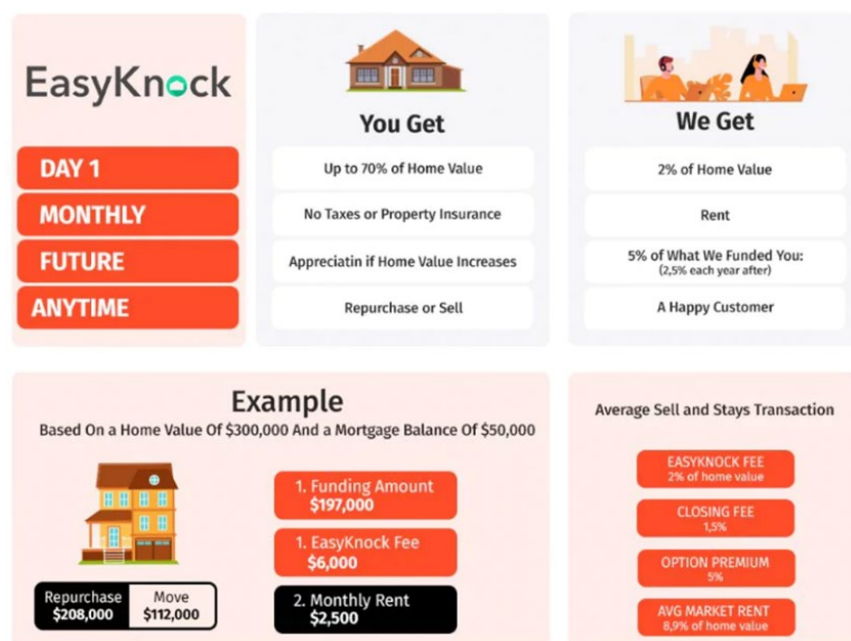 EasyKnock
DAY 1
MONTHLY
FUTURE
ANYTIME
You Get
Up to 70% of Home Value
No Taxes or Property Insurance
Appreciatin if Home Value Increases
Repurchase or Sell
We Get
2% of Home Value
Rent
5% of What We Funded You:
(2,5% each year after)
A Happy Customer
Example
Based On a Home Value Of $300,000 And a Mortgage Balance Of $50,000
1. Funding Amount
$197,000
1. EasyKnock Fee
$6,000
2. Monthly Rent
$2,500
Repurchase
$208,000
Move
$112,000
Average Sell and Stays Transaction
EASYKNOCK FEE
2% of home value
CLOSING FEE
1,5%
OPTION PREMIUM
5%
AVG MARKET RENT
8,9% of home value